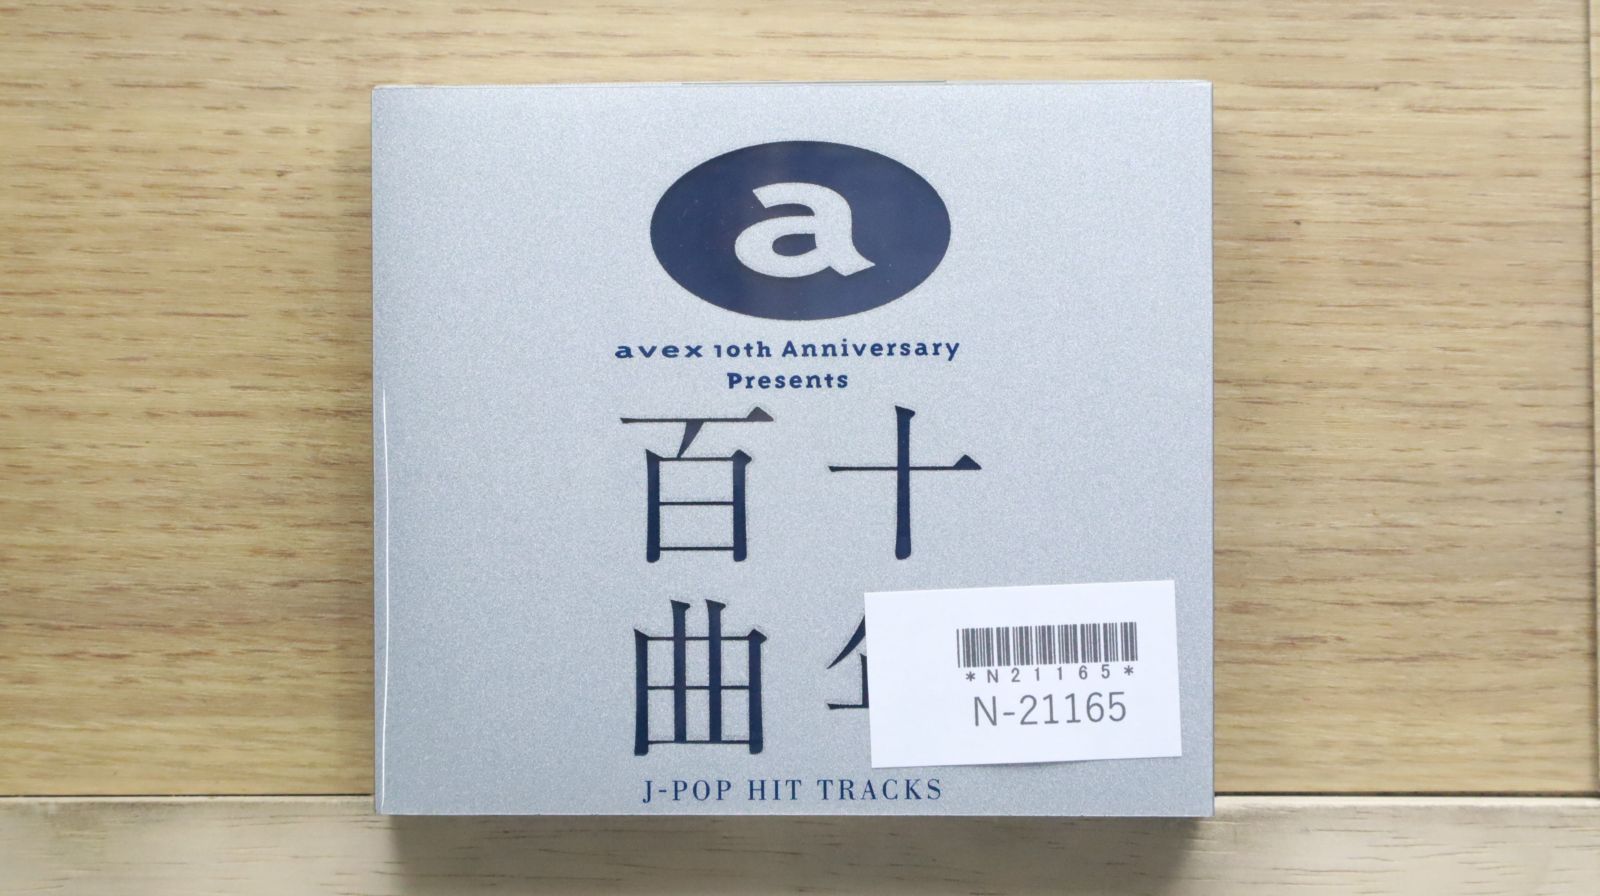 a
avex 10th Anniversary
Presents
十
百曲
J-POP HIT TRACKS
*N21165*
N-21165